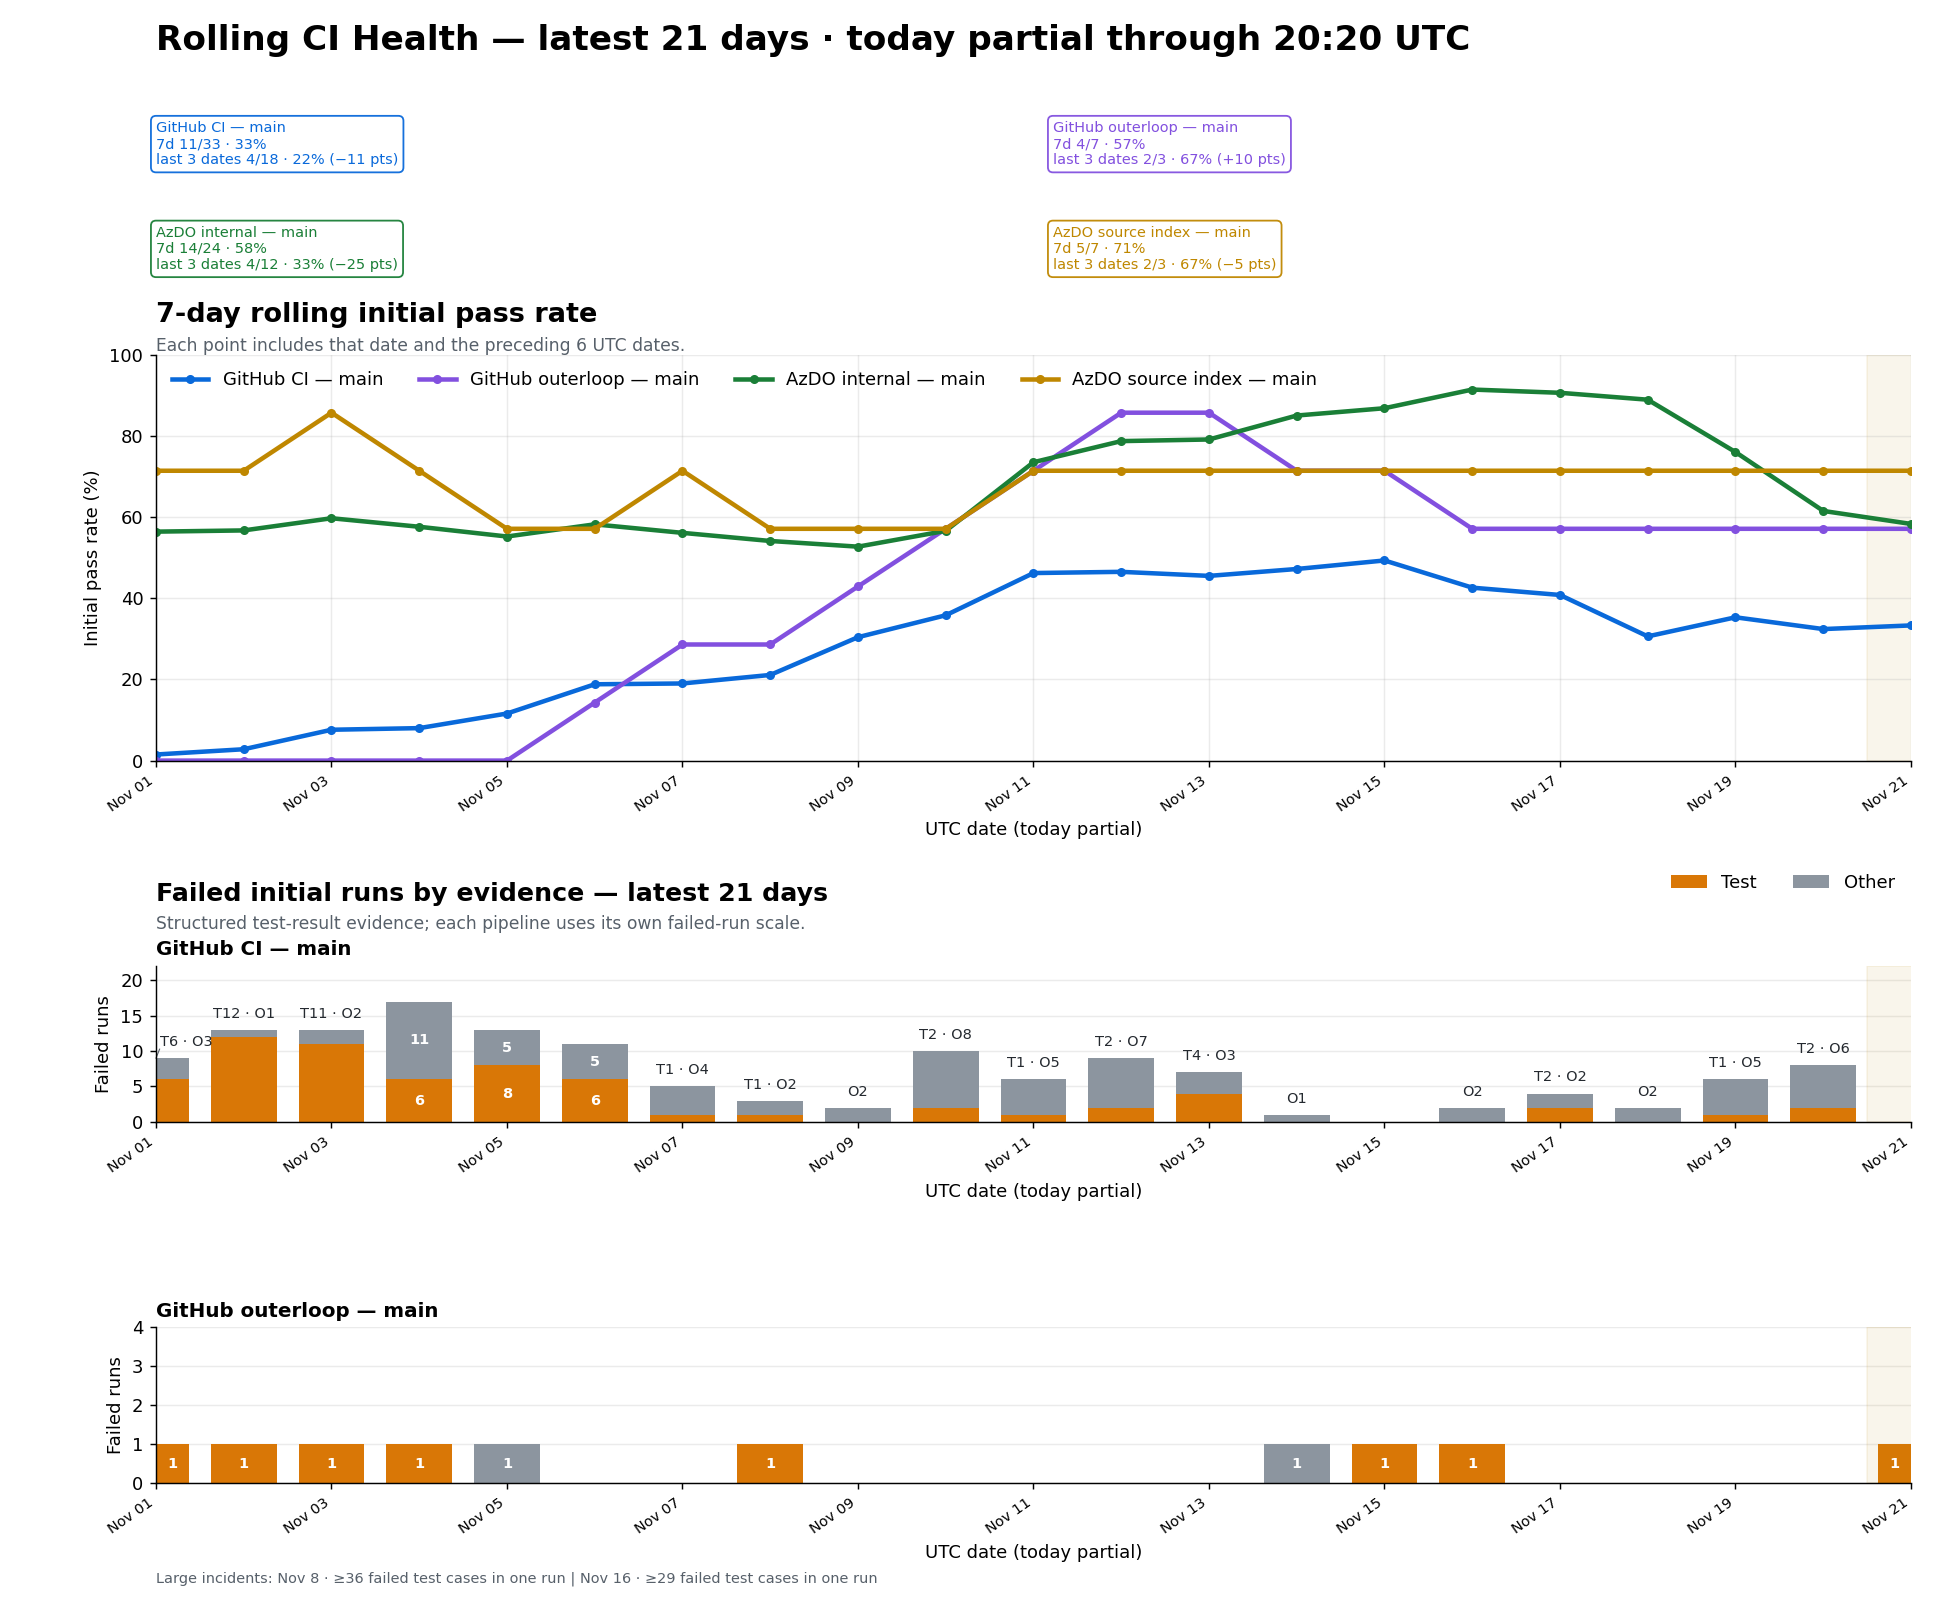 Rolling CI Health — latest 21 days · today partial through 20:20 UTC
GitHub CI — main
7d 11/33 · 33%
last 3 dates 4/18 · 22% (−11 pts)
GitHub outerloop — main
7d 4/7 · 57%
last 3 dates 2/3 · 67% (+10 pts)
AzDO internal — main
7d 14/24 · 58%
last 3 dates 4/12 · 33% (−25 pts)
AzDO source index — main
7d 5/7 · 71%
last 3 dates 2/3 · 67% (−5 pts)
7-day rolling initial pass rate
Each point includes that date and the preceding 6 UTC dates.
GitHub CI — main GitHub outerloop — main AzDO internal — main AzDO source index — main
Initial pass rate (%)
100
80
60
40
20
0
Nov 01 Nov 03 Nov 05 Nov 07 Nov 09 Nov 11 Nov 13 Nov 15 Nov 17 Nov 19 Nov 21
UTC date (today partial)
Failed initial runs by evidence — latest 21 days
Test Other
Structured test-result evidence; each pipeline uses its own failed-run scale.
GitHub CI — main
Failed runs
20
15
10
5
0
T6 · O3 T12 · O1 T11 · O2 11 6 5 8 5 6 T1 · O4 T1 · O2 O2 T2 · O8 T1 · O5 T2 · O7 T4 · O3 O1 O2 T2 · O2 O2 T1 · O5 T2 · O6
Nov 01 Nov 03 Nov 05 Nov 07 Nov 09 Nov 11 Nov 13 Nov 15 Nov 17 Nov 19 Nov 21
UTC date (today partial)
GitHub outerloop — main
Failed runs
4
3
2
1
0
1 1 1 1 1 1 1 1 1 1
Nov 01 Nov 03 Nov 05 Nov 07 Nov 09 Nov 11 Nov 13 Nov 15 Nov 17 Nov 19 Nov 21
UTC date (today partial)
Large incidents: Nov 8 · ≥36 failed test cases in one run | Nov 16 · ≥29 failed test cases in one run